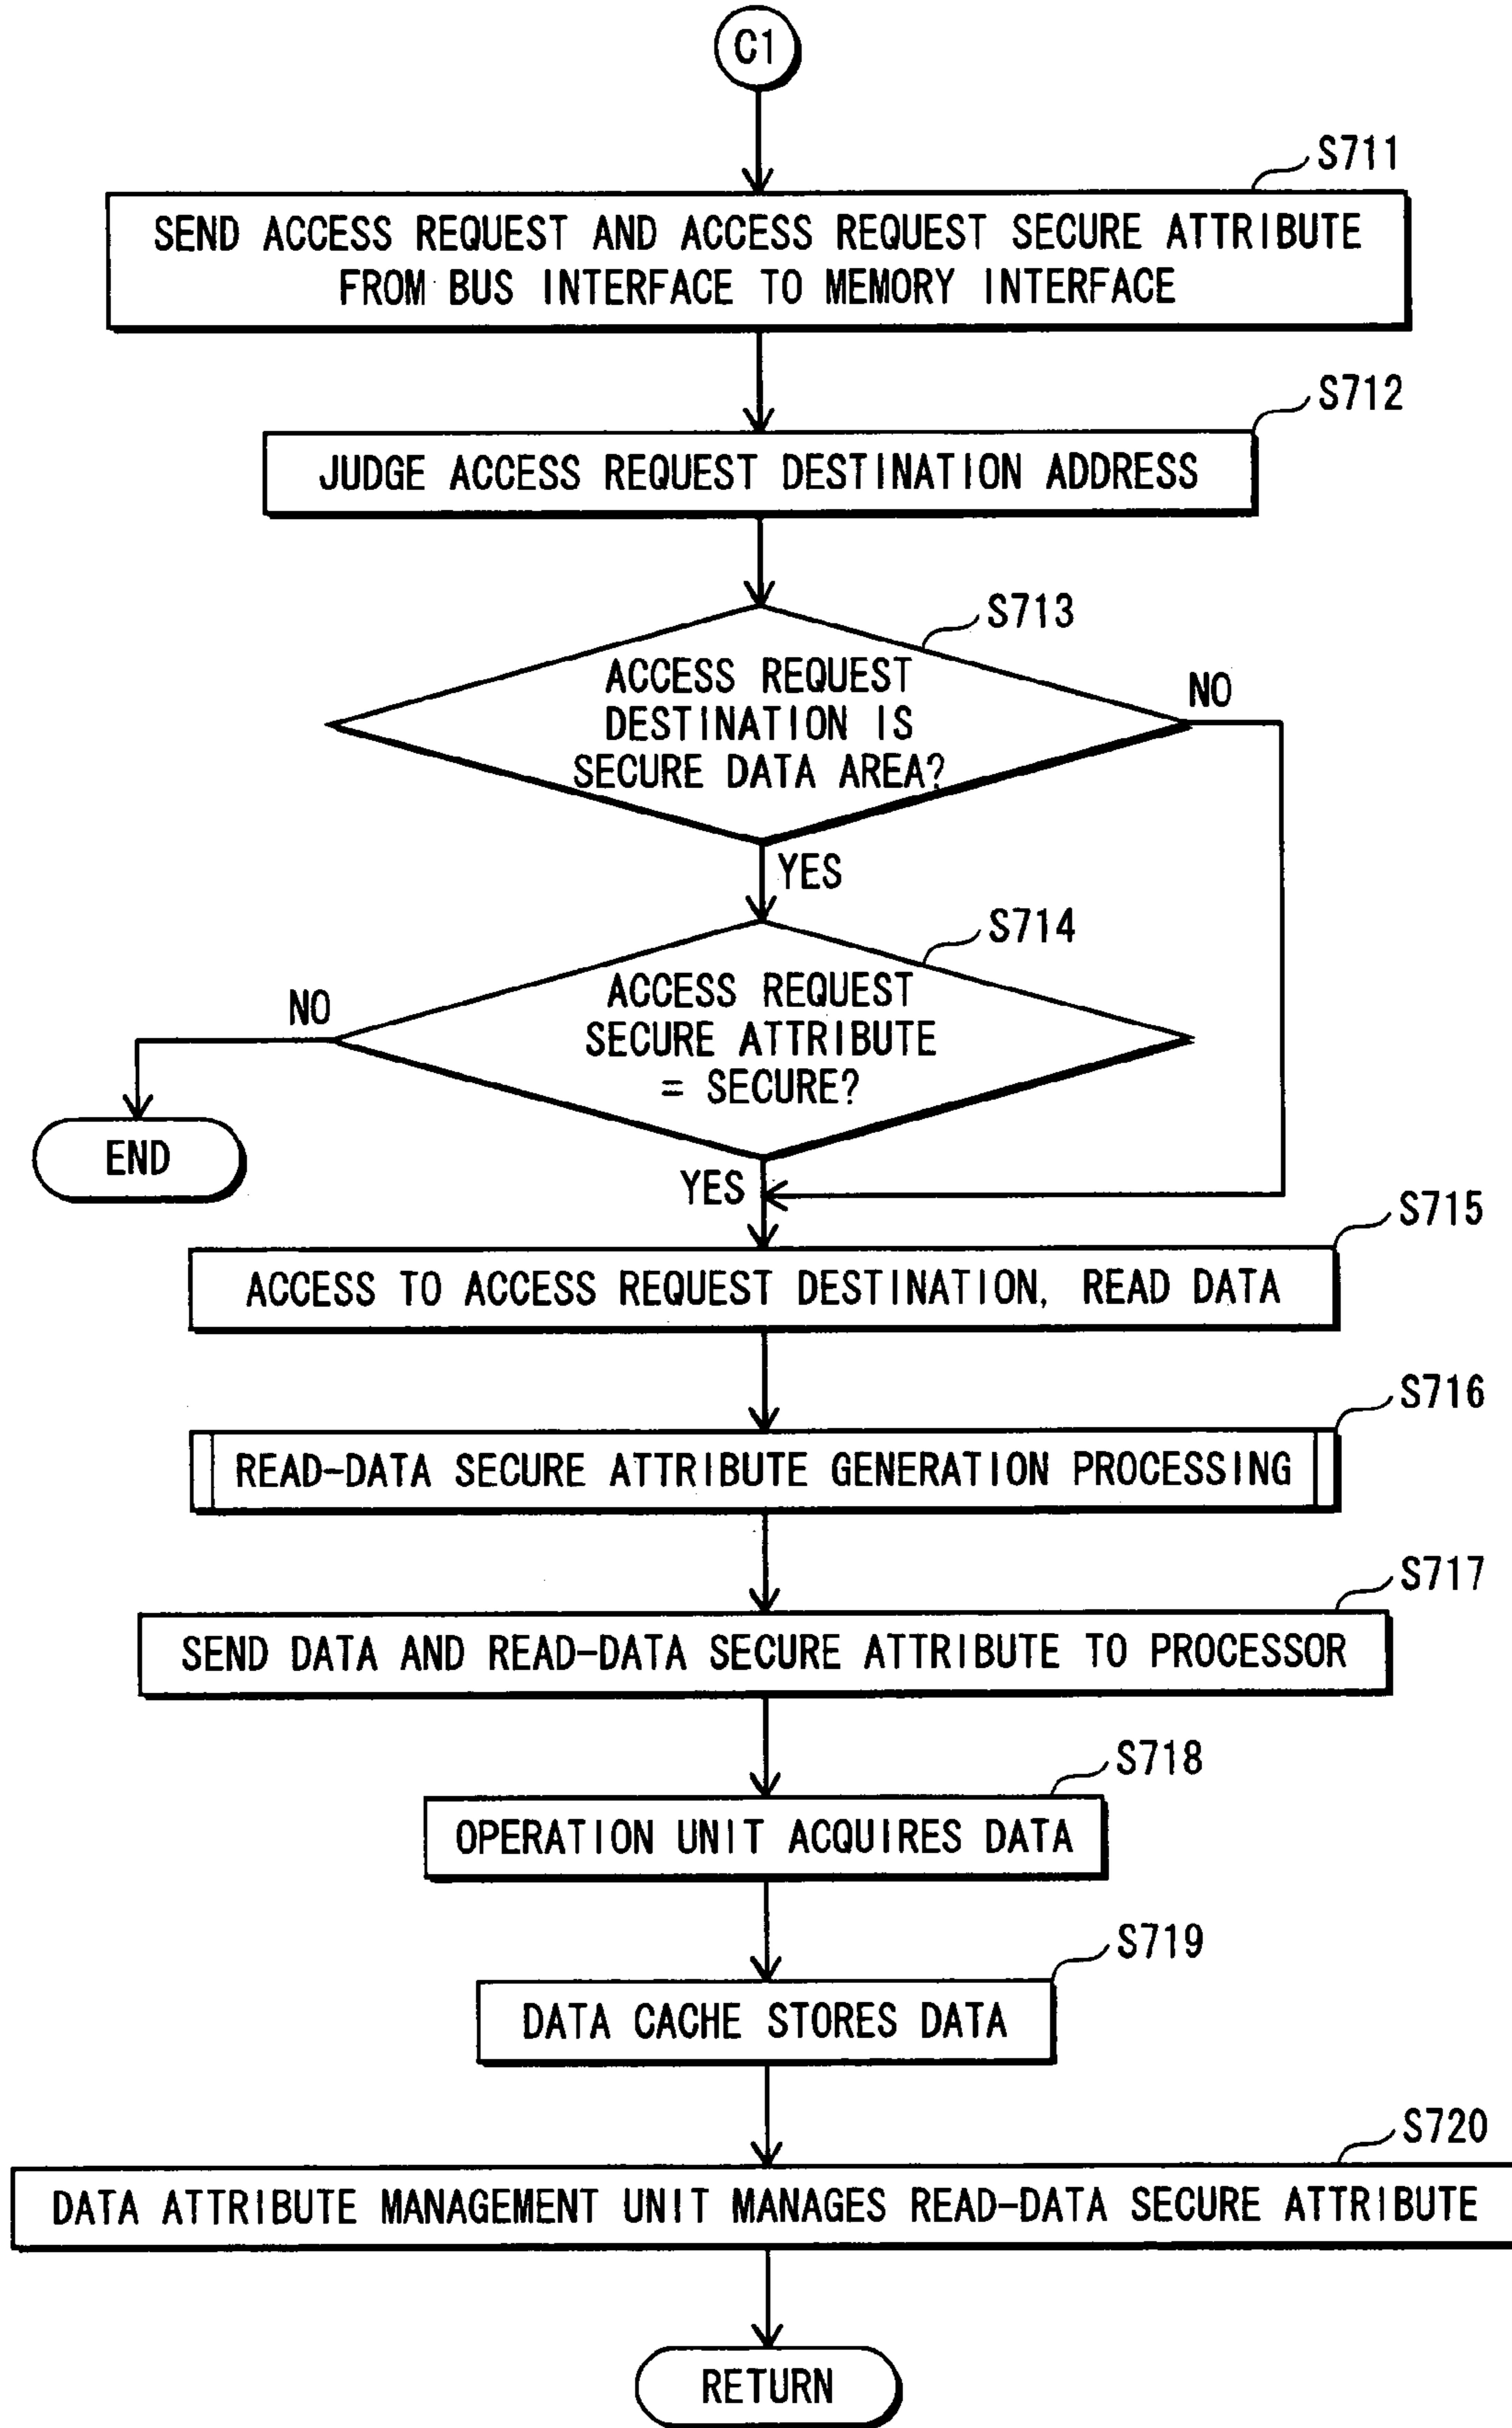 C1
S711
SEND ACCESS REQUEST AND ACCESS REQUEST SECURE ATTRIBUTE
FROM BUS INTERFACE TO MEMORY INTERFACE
S712
JUDGE ACCESS REQUEST DESTINATION ADDRESS
S713
ACCESS REQUEST
DESTINATION IS
SECURE DATA AREA?
NO
YES
S714
ACCESS REQUEST
SECURE ATTRIBUTE
= SECURE?
NO
END
YES
S715
ACCESS TO ACCESS REQUEST DESTINATION, READ DATA
S716
READ-DATA SECURE ATTRIBUTE GENERATION PROCESSING
S717
SEND DATA AND READ-DATA SECURE ATTRIBUTE TO PROCESSOR
S718
OPERATION UNIT ACQUIRES DATA
S719
DATA CACHE STORES DATA
S720
DATA ATTRIBUTE MANAGEMENT UNIT MANAGES READ-DATA SECURE ATTRIBUTE
RETURN